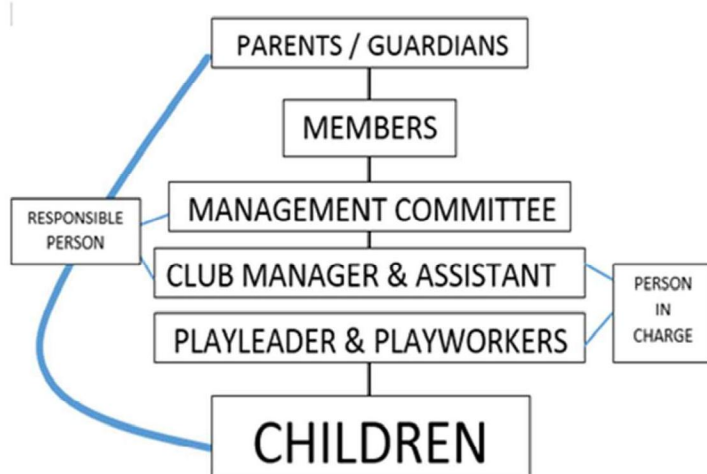 PARENTS / GUARDIANS
MEMBERS
RESPONSIBLE
PERSON
MANAGEMENT COMMITTEE
CLUB MANAGER & ASSISTANT
PERSON
IN
CHARGE
PLAYLEADER & PLAYWORKERS
CHILDREN